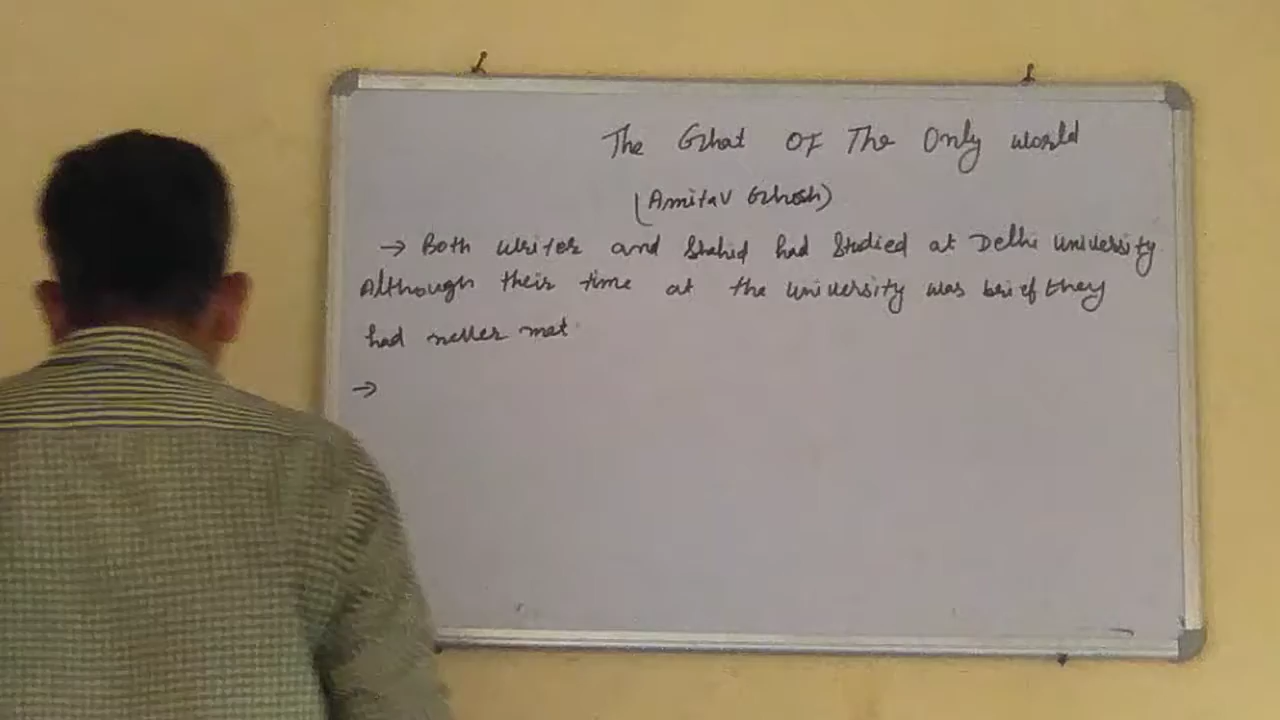 The Ghat OF The Only world
(Amitav Ghosh)
→ Both writer and Shahid had Studied at Delhi University
Although their time at the university was brief they
had never met
→